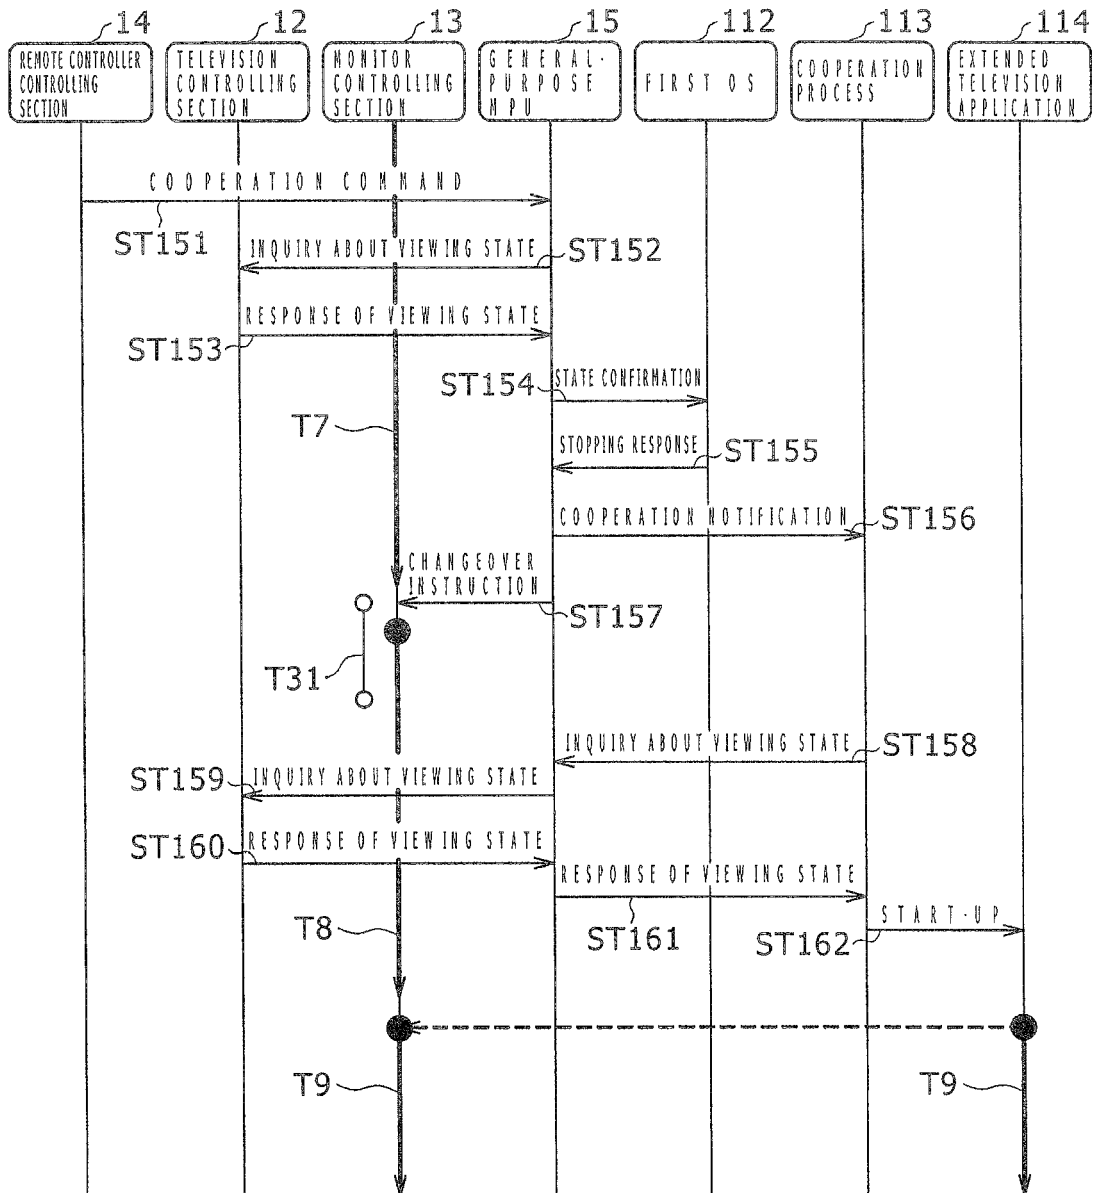 14
12
13
15
112
113
114
REMOTE CONTROLLER
CONTROLLING
SECTION
TELEVISION
CONTROLLING
SECTION
MONITOR
CONTROLLING
SECTION
GENERAL-
PURPOSE
MPU
FIRST OS
COOPERATION
PROCESS
EXTENDED
TELEVISION
APPLICATION
COOPERATION COMMAND
ST151
INQUIRY ABOUT VIEWING STATE
ST152
RESPONSE OF VIEWING STATE
ST153
STATE CONFIRMATION
ST154
T7
STOPPING RESPONSE
ST155
COOPERATION NOTIFICATION
ST156
CHANGEOVER
INSTRUCTION
ST157
T31
INQUIRY ABOUT VIEWING STATE
ST158
ST159
INQUIRY ABOUT VIEWING STATE
ST160
RESPONSE OF VIEWING STATE
RESPONSE OF VIEWING STATE
ST161
START-UP
ST162
T8
T9
T9